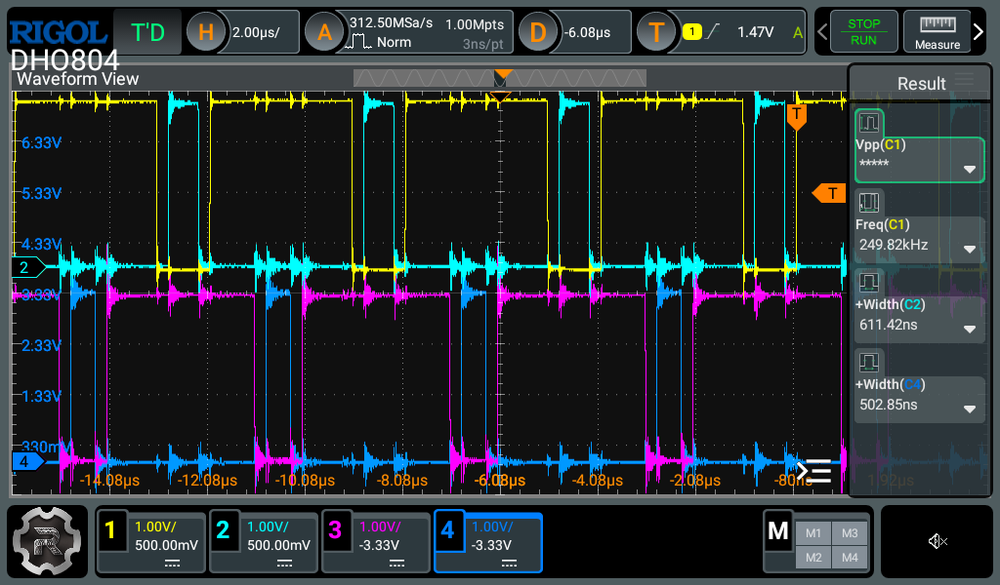 RIGOL T'D H 2.00µs/ A 312.50MSa/s 1.00Mpts D -6.08µs T 1 1.47V A STOP
Norm 3ns/pt RUN Measure
DHO804
Waveform View Result
6.33V
5.33V
4.33V
3.33V
2.33V
1.33V
330mV
2
4
T
T
-14.08µs -12.08µs -10.08µs -8.08µs -6.08µs -4.08µs -2.08µs -80ns 1.92µs
Vpp(C1)
*****
Freq(C1)
249.82kHz
+Width(C2)
611.42ns
+Width(C4)
502.85ns
R
1 1.00V/
500.00mV
2 1.00V/
500.00mV
3 1.00V/
-3.33V
4 1.00V/
-3.33V
M M1 M3
M2 M4